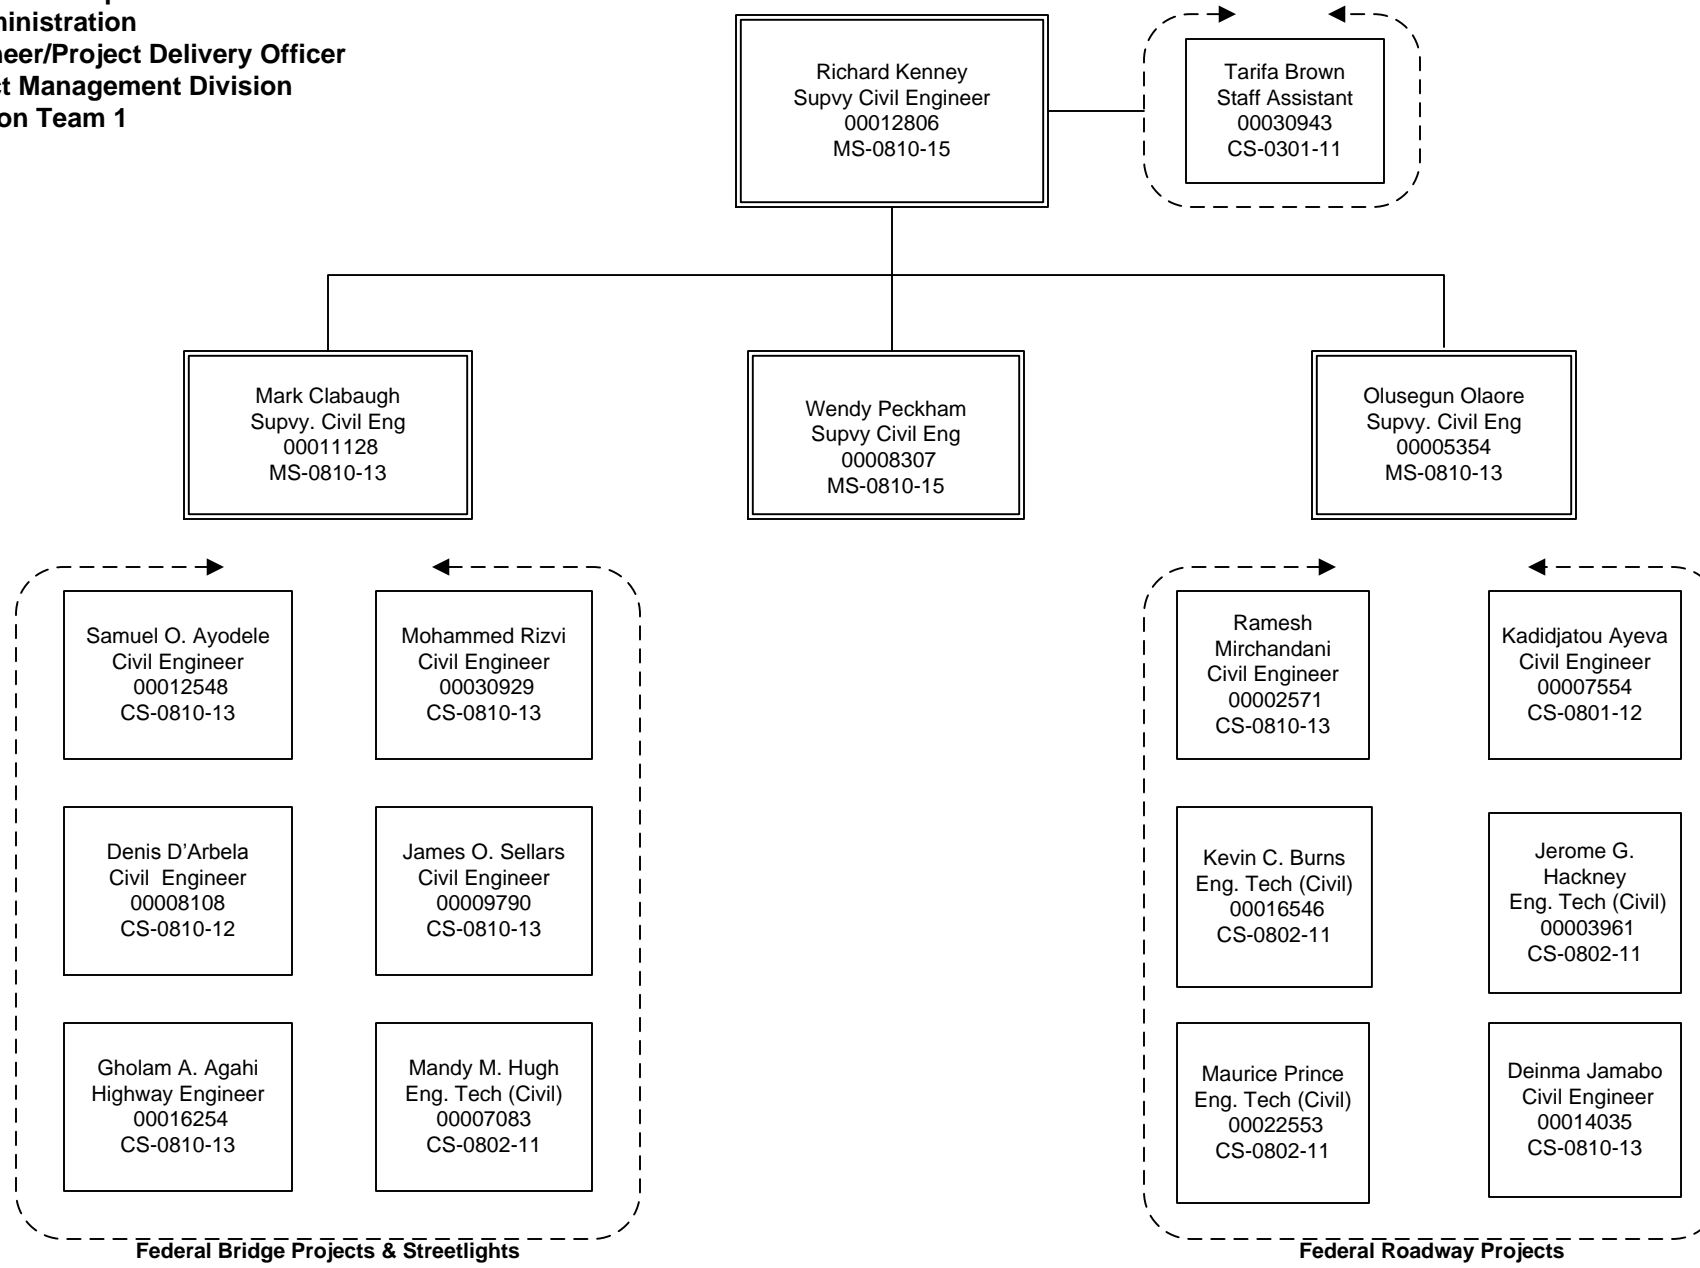 Project Delivery Officer
Management Division
Team 1
Richard Kenney
Supvy Civil Engineer
00012806
MS-0810-15
Tarifa Brown
Staff Assistant
00030943
CS-0301-11
Mark Clabaugh
Supvy. Civil Eng
00011128
MS-0810-13
Wendy Peckham
Supvy Civil Eng
00008307
MS-0810-15
Olusegun Olaore
Supvy. Civil Eng
00005354
MS-0810-13
Samuel O. Ayodele
Civil Engineer
00012548
CS-0810-13
Mohammed Rizvi
Civil Engineer
00030929
CS-0810-13
Ramesh
Mirchandani
Civil Engineer
00002571
CS-0810-13
Kadidjatou Ayeva
Civil Engineer
00007554
CS-0801-12
Denis D’Arbela
Civil  Engineer
00008108
CS-0810-12
James O. Sellars
Civil Engineer
00009790
CS-0810-13
Kevin C. Burns
Eng. Tech (Civil)
00016546
CS-0802-11
Jerome G.
Hackney
Eng. Tech (Civil)
00003961
CS-0802-11
Gholam A. Agahi
Highway Engineer
00016254
CS-0810-13
Mandy M. Hugh
Eng. Tech (Civil)
00007083
CS-0802-11
Maurice Prince
Eng. Tech (Civil)
00022553
CS-0802-11
Deinma Jamabo
Civil Engineer
00014035
CS-0810-13
Federal Bridge Projects & Streetlights
Federal Roadway Projects